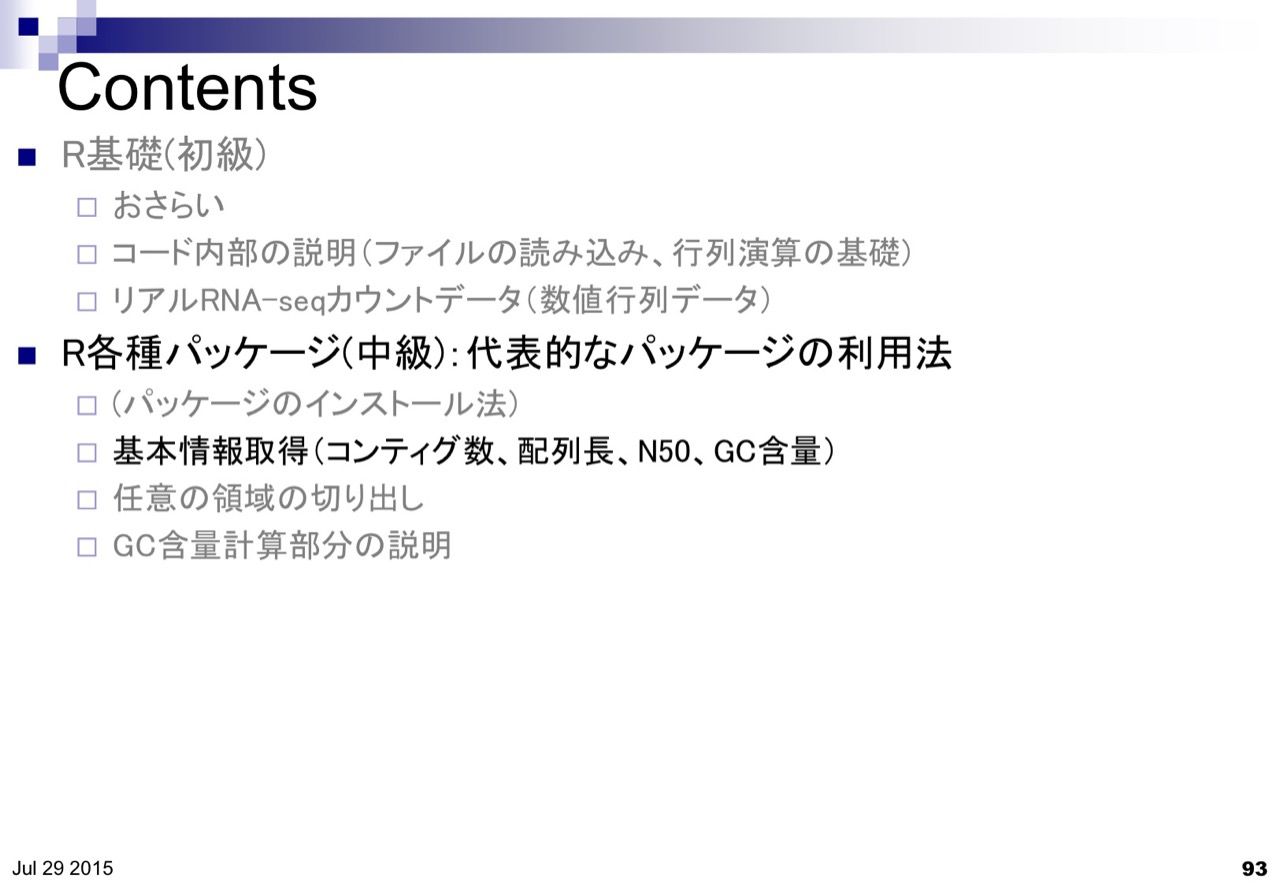 Contents
R基礎(初級)
おさらい
コード内部の説明(ファイルの読み込み、行列演算の基礎)
リアルRNA-seqカウントデータ(数値行列データ)
R各種パッケージ(中級):代表的なパッケージの利用法
(パッケージのインストール法)
基本情報取得(コンティグ数、配列長、N50、GC含量)
任意の領域の切り出し
GC含量計算部分の説明
Jul 29 2015
93